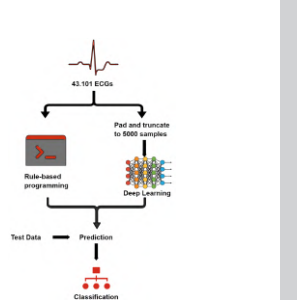 43.101 ECGs
Pad and truncate
to 5000 samples
Rule-based
programming
Deep Learning
Test Data
Prediction
Classification